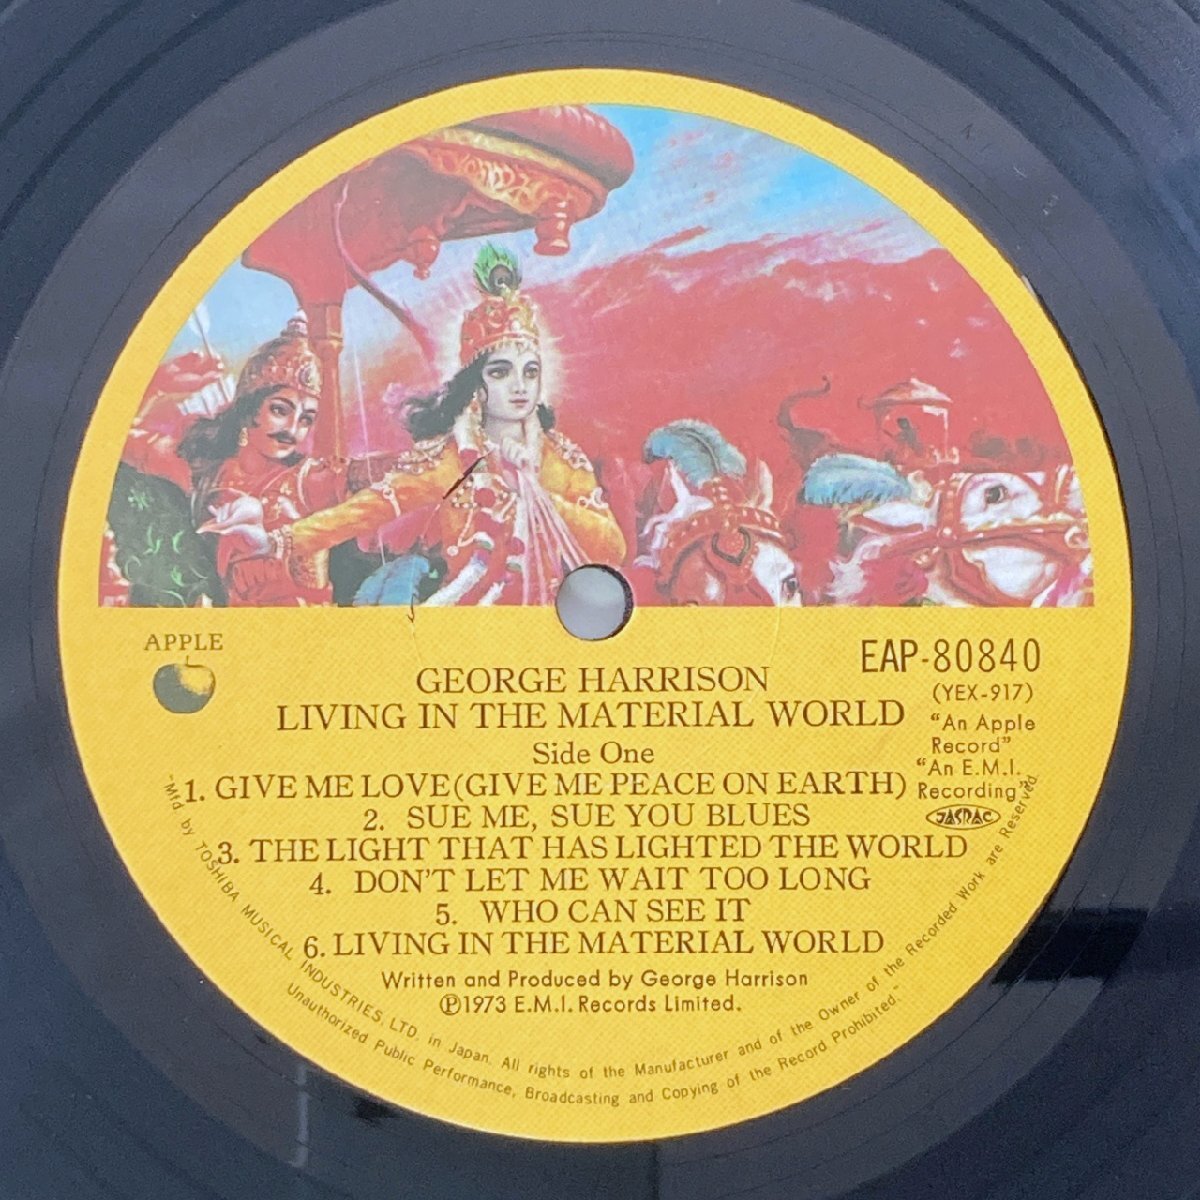 APPLE
EAP-80840
(YEX-917)
GEORGE HARRISON
LIVING IN THE MATERIAL WORLD
"An Apple
Record"
"An E.M.I.
Recording"
JASRAC
Side One
1. GIVE ME LOVE (GIVE ME PEACE ON EARTH)
2. SUE ME, SUE YOU BLUES
3. THE LIGHT THAT HAS LIGHTED THE WORLD
4. DON'T LET ME WAIT TOO LONG
5. WHO CAN SEE IT
6. LIVING IN THE MATERIAL WORLD
Written and Produced by George Harrison
℗1973 E.M.I. Records Limited.
"Mfd. by TOSHIBA MUSICAL INDUSTRIES, LTD. in Japan. All rights of the Manufacturer and of the Owner of the Recorded Work are Reserved.
Unauthorized Public Performance, Broadcasting and Copying of the Record Prohibited."